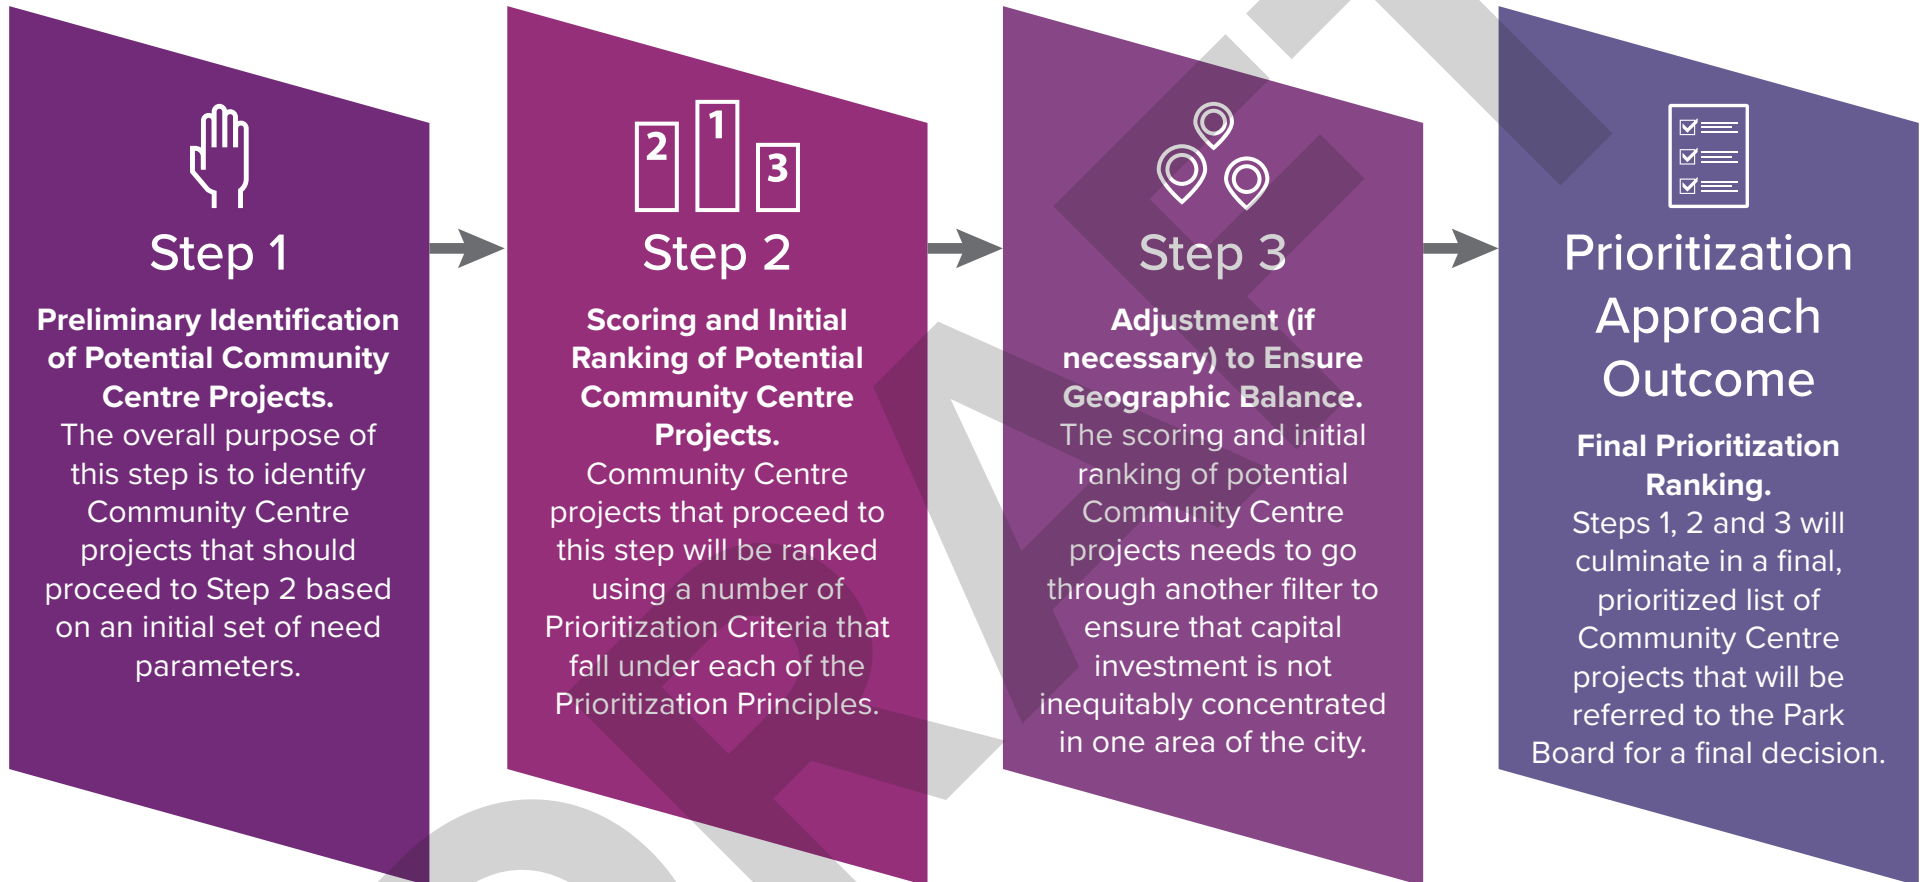 2
1
3
Step 1
Preliminary Identification
of Potential Community
Centre Projects.
The overall purpose of
this step is to identify
Community Centre
projects that should
proceed to Step 2 based
on an initial set of need
parameters.
Step 2
Scoring and Initial
Ranking of Potential
Community Centre
Projects.
Community Centre
projects that proceed to
this step will be ranked
using a number of
Prioritization Criteria that
fall under each of the
Prioritization Principles.
Step 3
Adjustment (if
necessary) to Ensure
Geographic Balance.
The scoring and initial
ranking of potential
Community Centre
projects needs to go
through another filter to
ensure that capital
investment is not
inequitably concentrated
in one area of the city.
Prioritization
Approach
Outcome
Final Prioritization
Ranking.
Steps 1, 2 and 3 will
culminate in a final,
prioritized list of
Community Centre
projects that will be
referred to the Park
Board for a final decision.
DRAFT